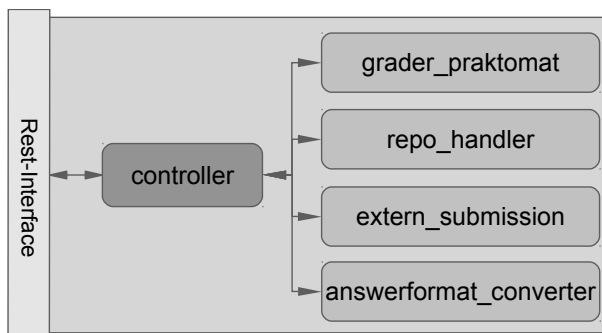 Rest-Interface
controller
grader_praktomat
repo_handler
extern_submission
answerformat_converter